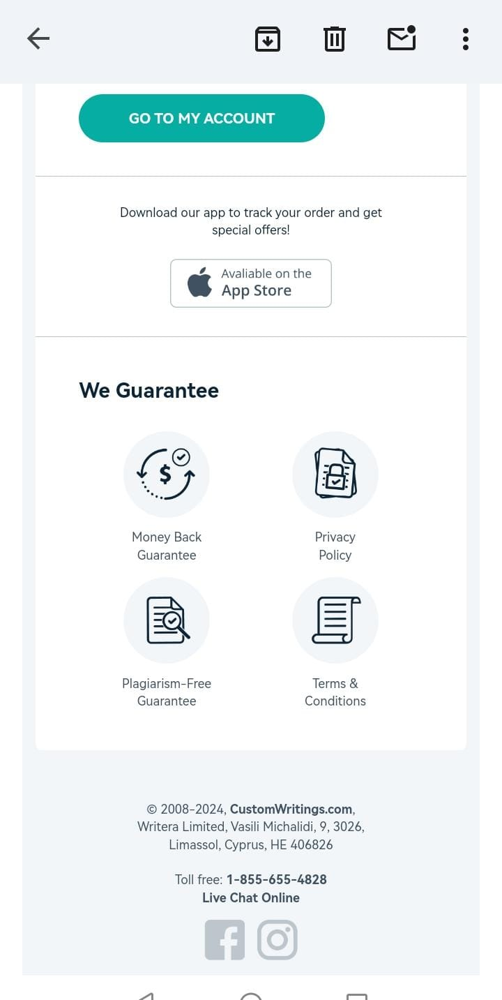 GO TO MY ACCOUNT
Download our app to track your order and get
special offers!
Avaliable on the
App Store
We Guarantee
$
Money Back
Guarantee
Privacy
Policy
Plagiarism-Free
Guarantee
Terms &
Conditions
© 2008-2024, CustomWritings.com,
Writera Limited, Vasili Michalidi, 9, 3026,
Limassol, Cyprus, HE 406826
Toll free: 1-855-655-4828
Live Chat Online